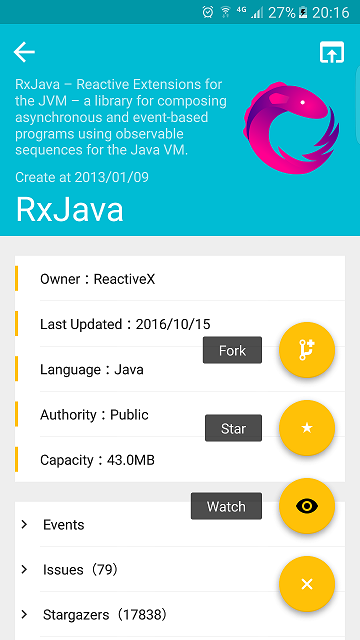 4G 27% 20:16
RxJava – Reactive Extensions for
the JVM – a library for composing
asynchronous and event-based
programs using observable
sequences for the Java VM.
Create at 2013/01/09
RxJava
Owner：ReactiveX
Last Updated：2016/10/15
Fork
Language：Java
Authority：Public
Star
Capacity：43.0MB
Watch
Events
Issues（79）
Stargazers（17838）